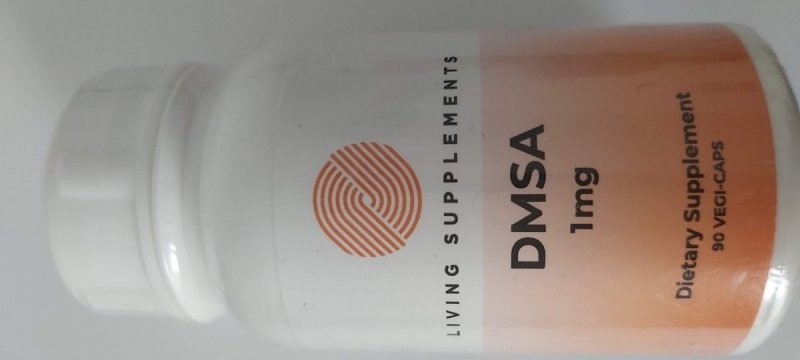 LIVING SUPPLEMENTS
DMSA
1mg
Dietary Supplement
90 VEGI-CAPS